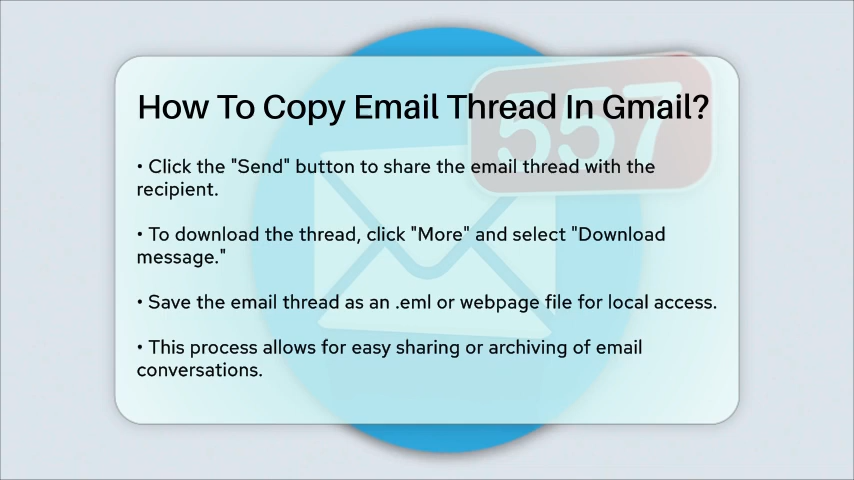 How To Copy Email Thread In Gmail?
557
• Click the "Send" button to share the email thread with the
recipient.
• To download the thread, click "More" and select "Download
message."
• Save the email thread as an .eml or webpage file for local access.
• This process allows for easy sharing or archiving of email
conversations.